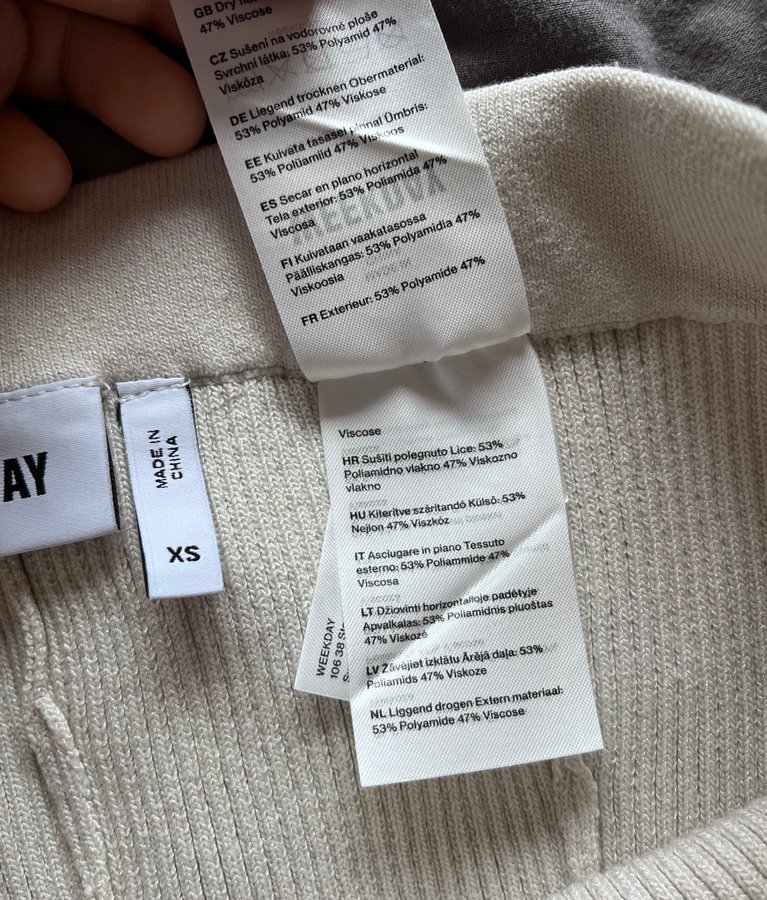 GB Dry flat
47% Viscose
CZ Sušení na vodorovné ploše
Svrchní látka: 53% Polyamid 47%
Viskóza
DE Liegend trocknen Obermaterial:
53% Polyamid 47% Viskose
EE Kuivata tasasel pinnal Ümbris:
53% Polüamiid 47% Viskoos
ES Secar en plano horizontal
Tela exterior: 53% Poliamida 47%
Viscosa
FI Kuivataan vaakatasossa
Päälliskangas: 53% Polyamidia 47%
Viskoosia
FR Exterieur: 53% Polyamide 47%
Viscose
HR Sušiti polegnuto Lice: 53%
Poliamidno vlakno 47% Viskozno
vlakno
HU Kiterítve szárítandó Külső: 53%
Nejlon 47% Viszkóz
IT Asciugare in piano Tessuto
esterno: 53% Poliammide 47%
Viscosa
LT Džiovinti horizontalioje padėtyje
Apvalkalas: 53% Poliamidnis pluoštas
47% Viskozė
LV Žāvējiet izklātu Ārējā daļa: 53%
Poliamīds 47% Viskoze
NL Liggend drogen Extern materiaal:
53% Polyamide 47% Viscose
AY
MADE IN
CHINA
XS
WEEKDAY
106 38